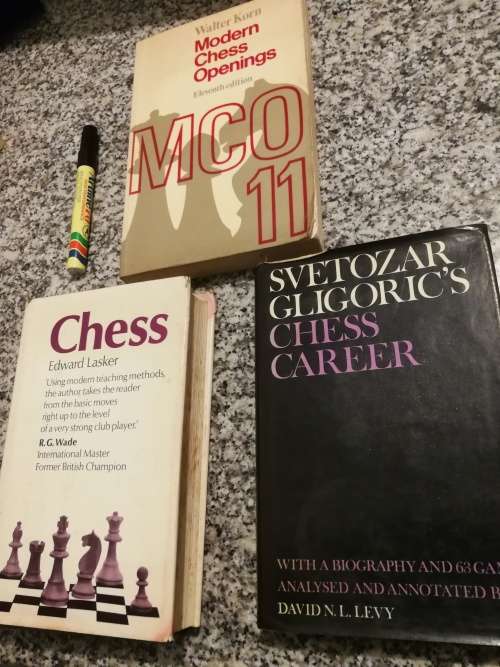 Walter Korn
Modern
Chess
Openings
Eleventh edition
MCO
11
Chess
Edward Lasker
'Using modern teaching methods,
the author takes the reader
from the basic moves
right up to the level
of a very strong club player.'
R.G. Wade
International Master
Former British Champion
SVETOZAR
GLIGORIC'S
CHESS
CAREER
WITH A BIOGRAPHY AND 63 GA
ANALYSED AND ANNOTATED B
DAVID N. L. LEVY